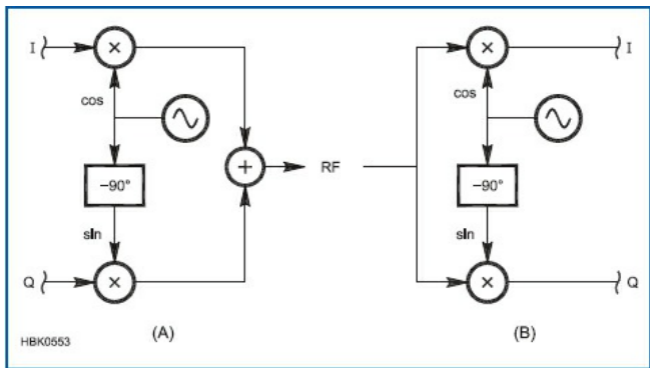 I
×
cos
−90°
sin
Q
×
+
RF
(A)
×
I
cos
−90°
sin
×
Q
(B)
HBK0553